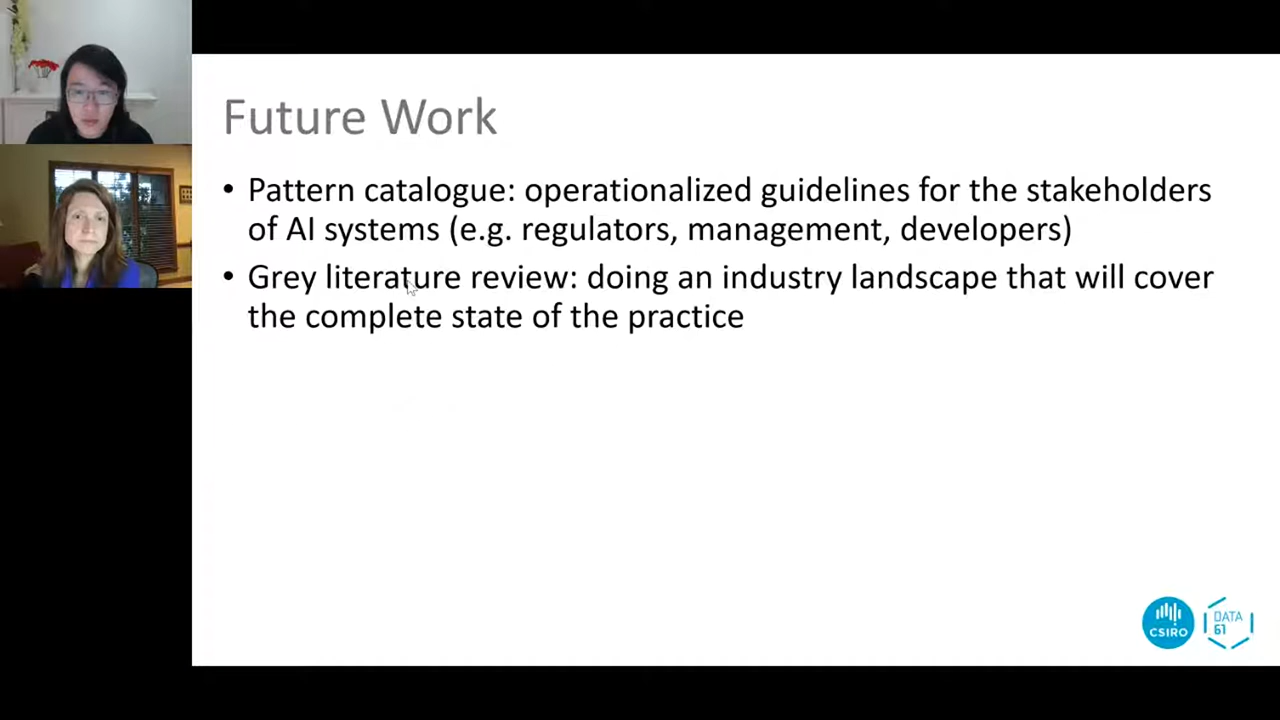 Future Work
• Pattern catalogue: operationalized guidelines for the stakeholders
of AI systems (e.g. regulators, management, developers)
• Grey literature review: doing an industry landscape that will cover
the complete state of the practice
CSIRO
DATA
61